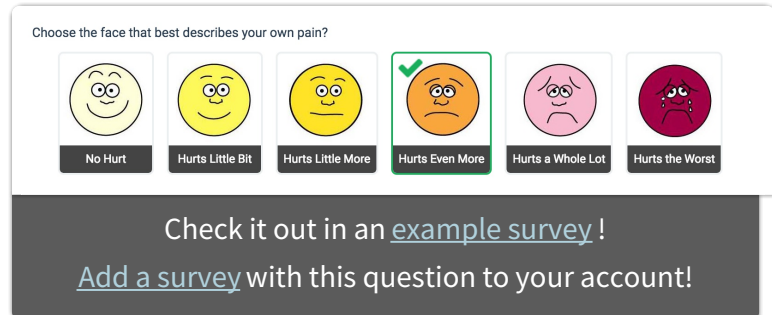 Choose the face that best describes your own pain?
No Hurt
Hurts Little Bit
Hurts Little More
Hurts Even More
Hurts a Whole Lot
Hurts the Worst
Check it out in an example survey !
Add a survey with this question to your account!